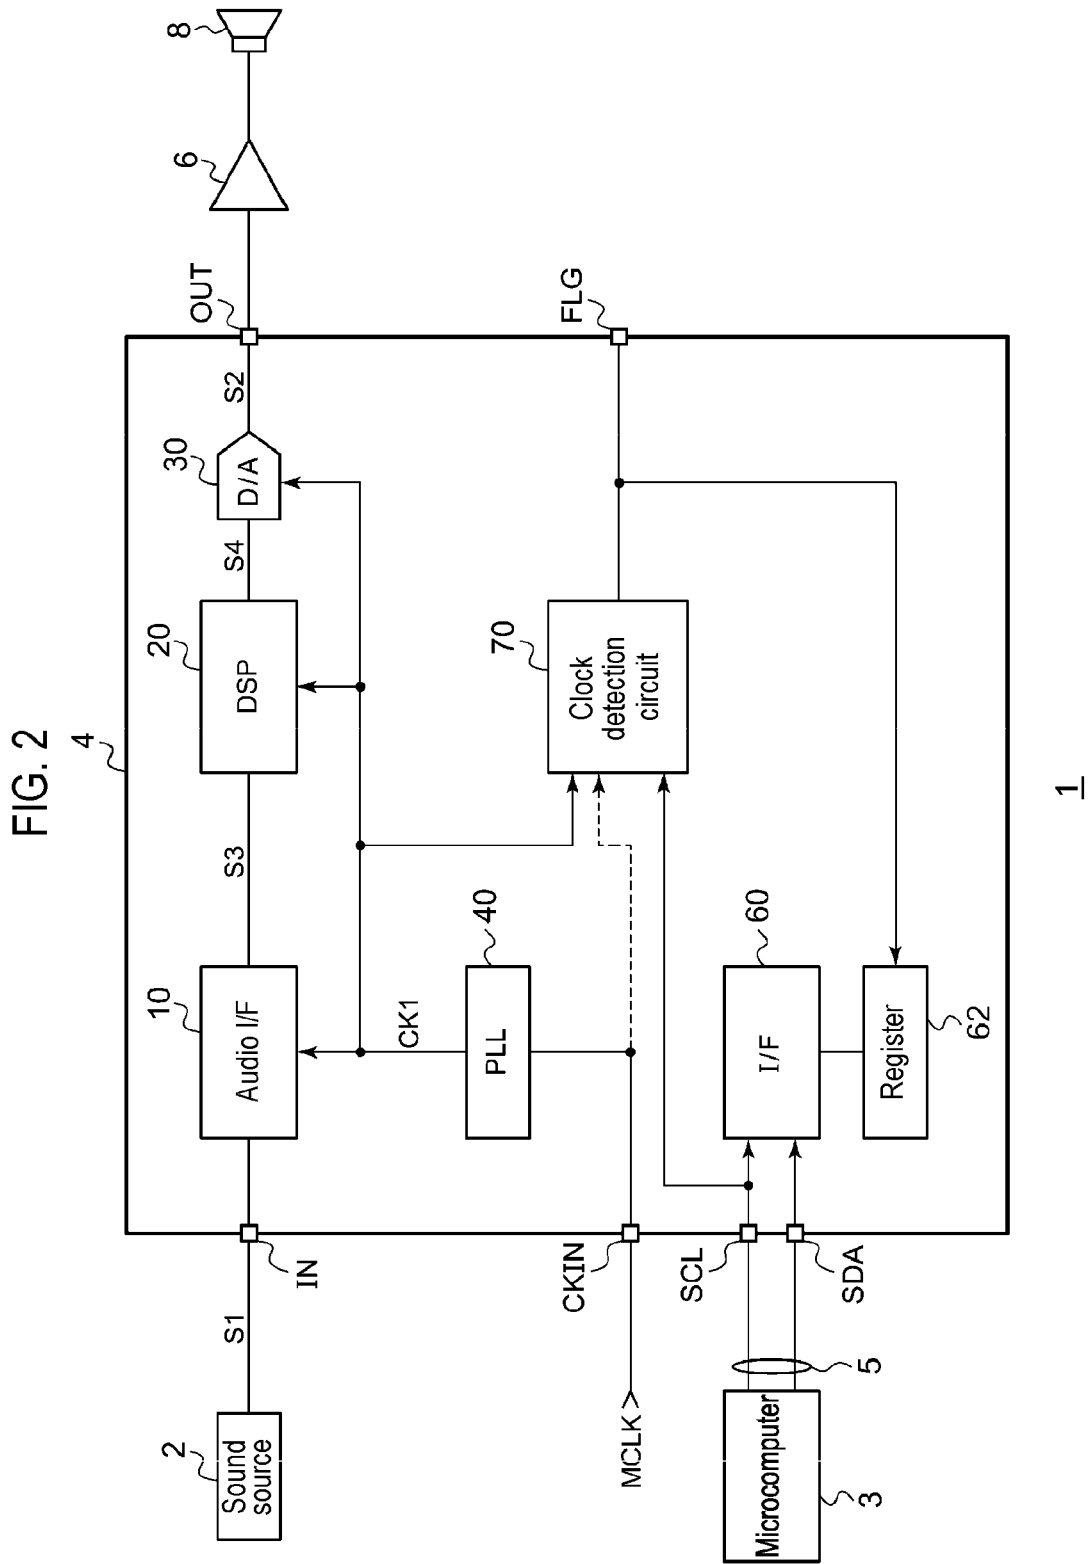 FIG. 2
4
2
Sound
source
S1
IN
10
Audio I/F
S3
20
DSP
S4
30
D/A
S2
OUT
6
8
CK1
40
PLL
70
Clock
detection
circuit
FLG
MCLK
CKIN
SCL
SDA
60
I/F
Register
62
5
Microcomputer
3
1